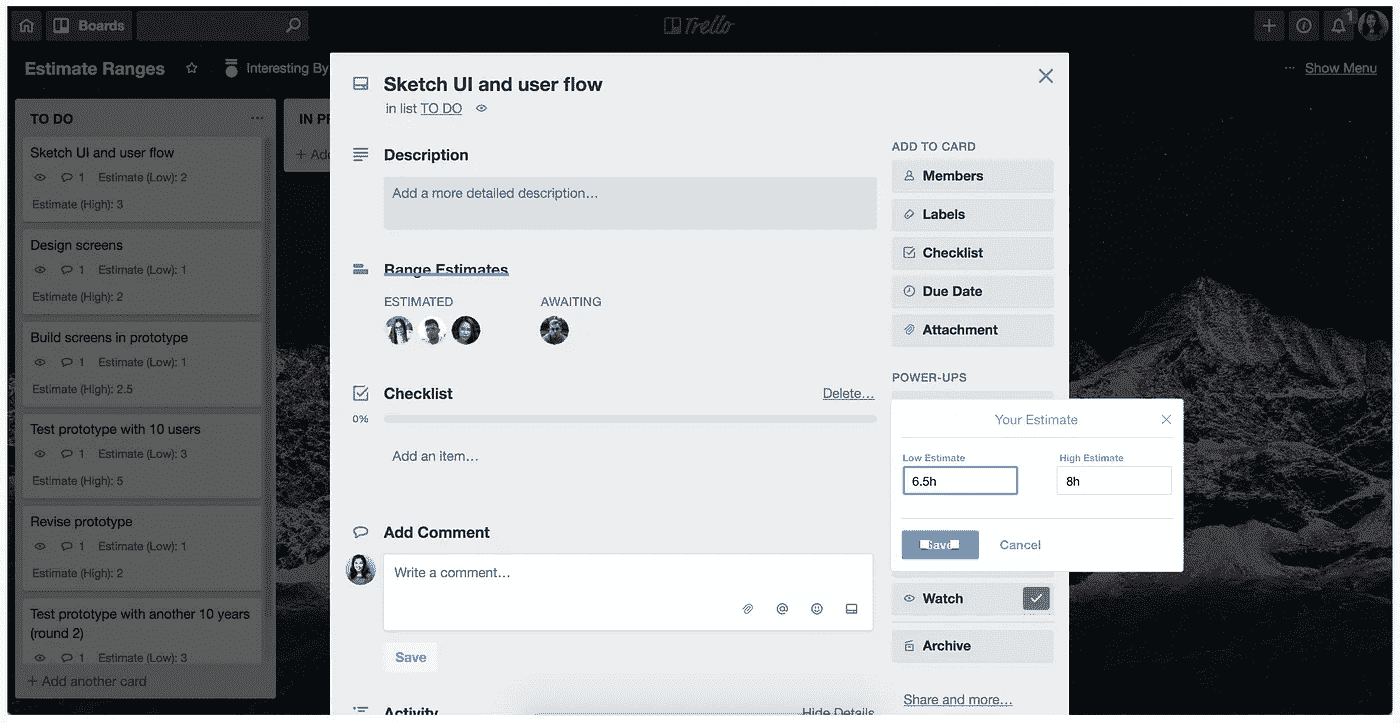 Boards
Trello
1
Estimate Ranges
Interesting By
Show Menu
TO DO
Sketch UI and user flow
1 Estimate (Low): 2
Estimate (High): 3
Design screens
1 Estimate (Low): 1
Estimate (High): 2
Build screens in prototype
1 Estimate (Low): 1
Estimate (High): 2.5
Test prototype with 10 users
1 Estimate (Low): 3
Estimate (High): 5
Revise prototype
1 Estimate (Low): 1
Estimate (High): 2
Test prototype with another 10 years
(round 2)
1 Estimate (Low): 3
+ Add another card
IN PR
+ Add
Sketch UI and user flow
in list TO DO
Description
Add a more detailed description…
Range Estimates
ESTIMATED
AWAITING
Checklist
Delete…
0%
Add an item…
Add Comment
Write a comment…
Save
Activity
Hide Details
ADD TO CARD
Members
Labels
Checklist
Due Date
Attachment
POWER-UPS
Your Estimate
Low Estimate
High Estimate
6.5h
8h
Save
Cancel
Watch
Archive
Share and more…